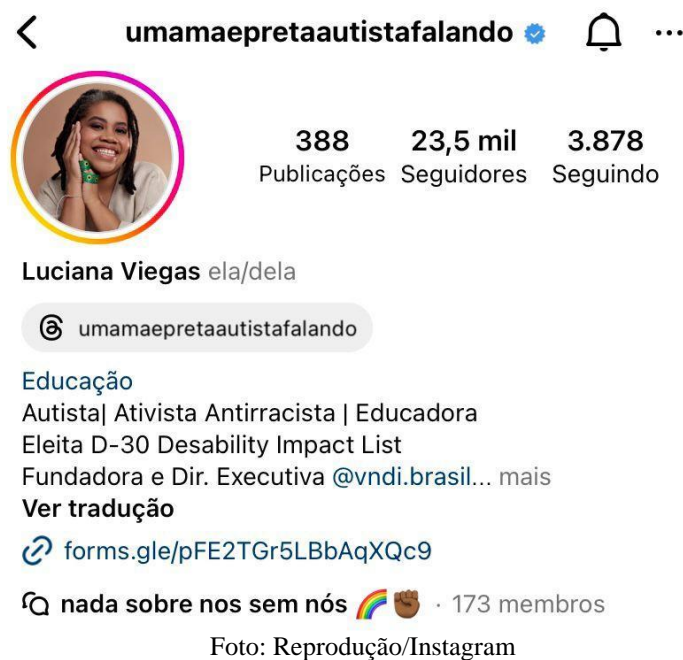 umamaepretaautistafalando
388 23,5 mil 3.878
Publicações Seguidores Seguindo
Luciana Viegas ela/dela
umamaepretaautistafalando
Educação
Autista| Ativista Antirracista | Educadora
Eleita D-30 Desability Impact List
Fundadora e Dir. Executiva @vndi.brasil... mais
Ver tradução
forms.gle/pFE2TGr5LBbAqXQc9
nada sobre nos sem nós 🌈✊🏾 · 173 membros
Foto: Reprodução/Instagram